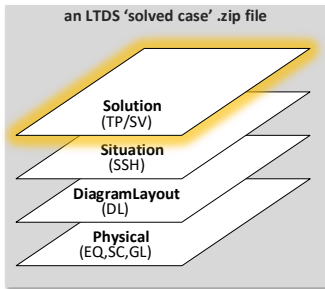 an LTDS ‘solved case’ .zip file
Solution
(TP/SV)
Situation
(SSH)
DiagramLayout
(DL)
Physical
(EQ,SC,GL)